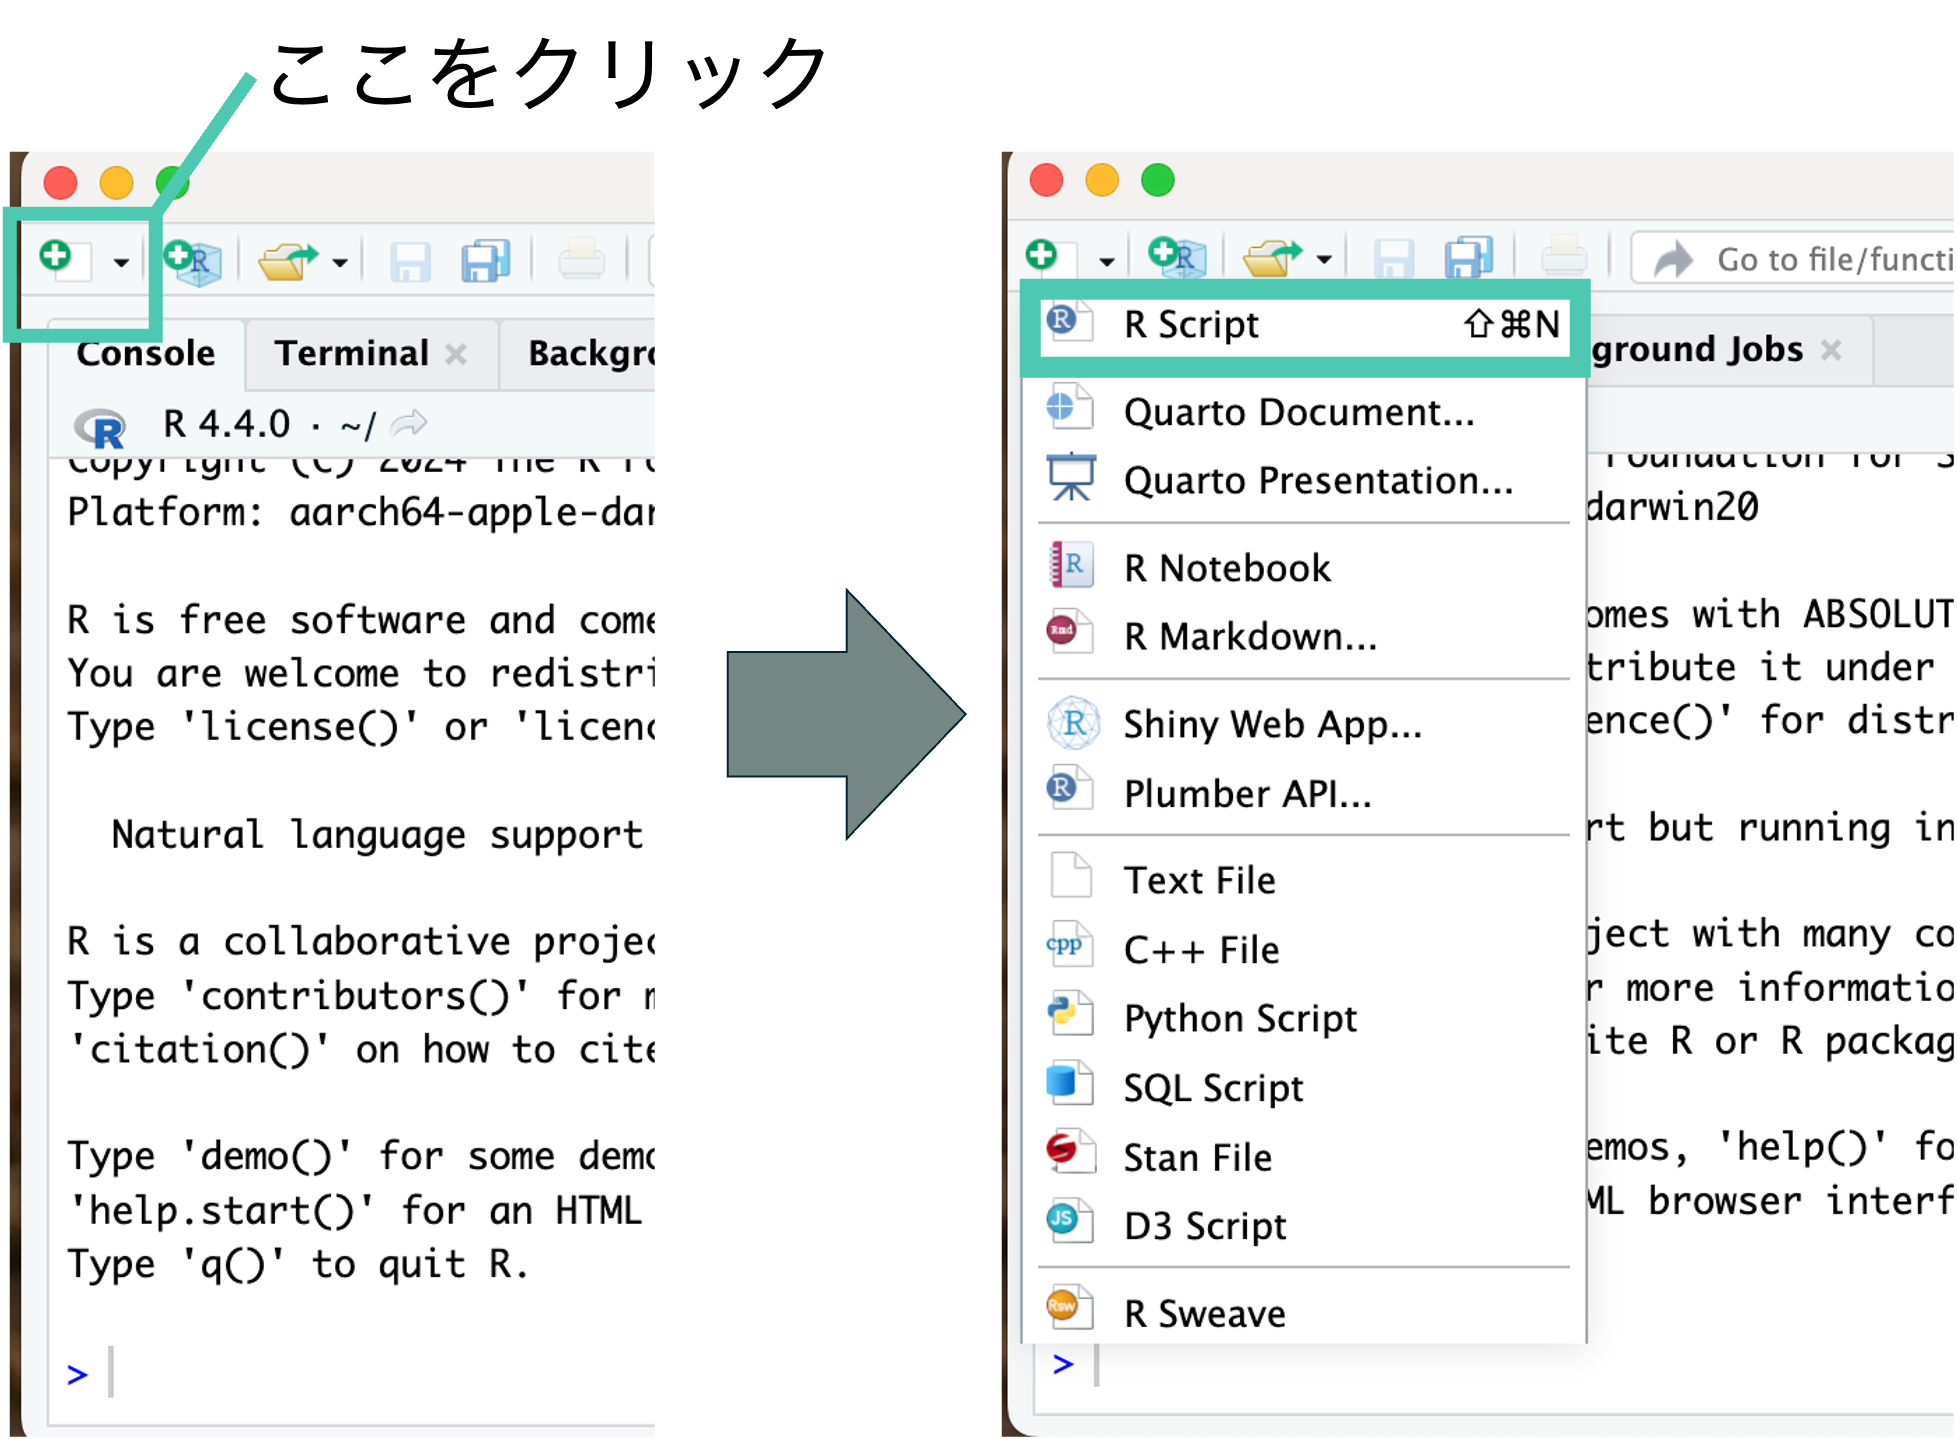 ここをクリック
Console
Terminal
Backgr
R 4.4.0 · ~/
Copyright (C) 2024 The R Fo
Platform: aarch64-apple-dar
R is free software and come
You are welcome to redistri
Type 'license()' or 'licenc
Natural language support
R is a collaborative projec
Type 'contributors()' for m
'citation()' on how to cite
Type 'demo()' for some demo
'help.start()' for an HTML
Type 'q()' to quit R.
>
Go to file/functi
R Script ⇧⌘N
Quarto Document...
Quarto Presentation...
R Notebook
R Markdown...
Shiny Web App...
Plumber API...
Text File
C++ File
Python Script
SQL Script
Stan File
D3 Script
R Sweave
ground Jobs
Foundation for S
darwin20
omes with ABSOLUT
tribute it under
ence()' for distr
rt but running in
ject with many co
r more informatio
ite R or R packag
emos, 'help()' fo
ML browser interf
>